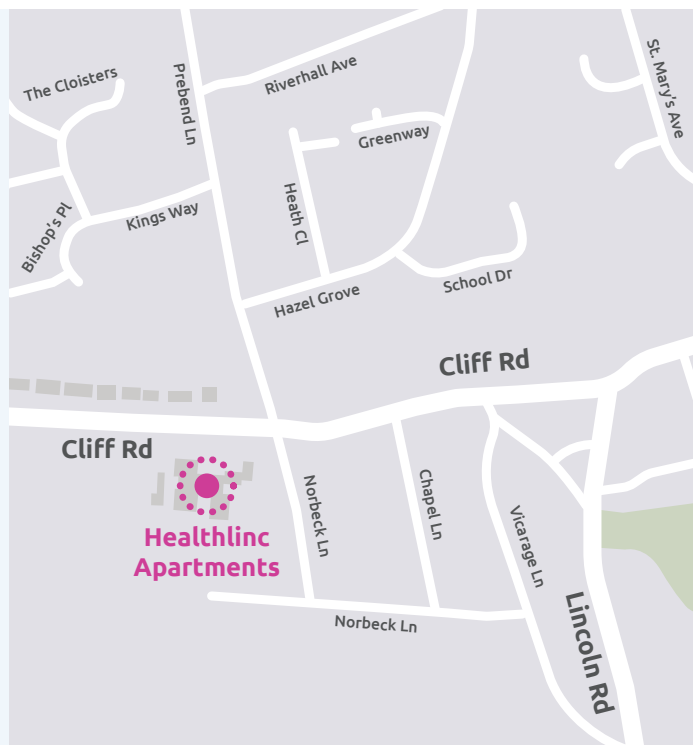 The Cloisters
Prebend Ln
Riverhall Ave
St. Mary's Ave
Greenway
Heath Cl
Kings Way
Bishop's Pl
Hazel Grove
School Dr
Cliff Rd
Cliff Rd
Healthlinc
Apartments
Norbeck Ln
Chapel Ln
Vicarage Ln
Norbeck Ln
Lincoln Rd